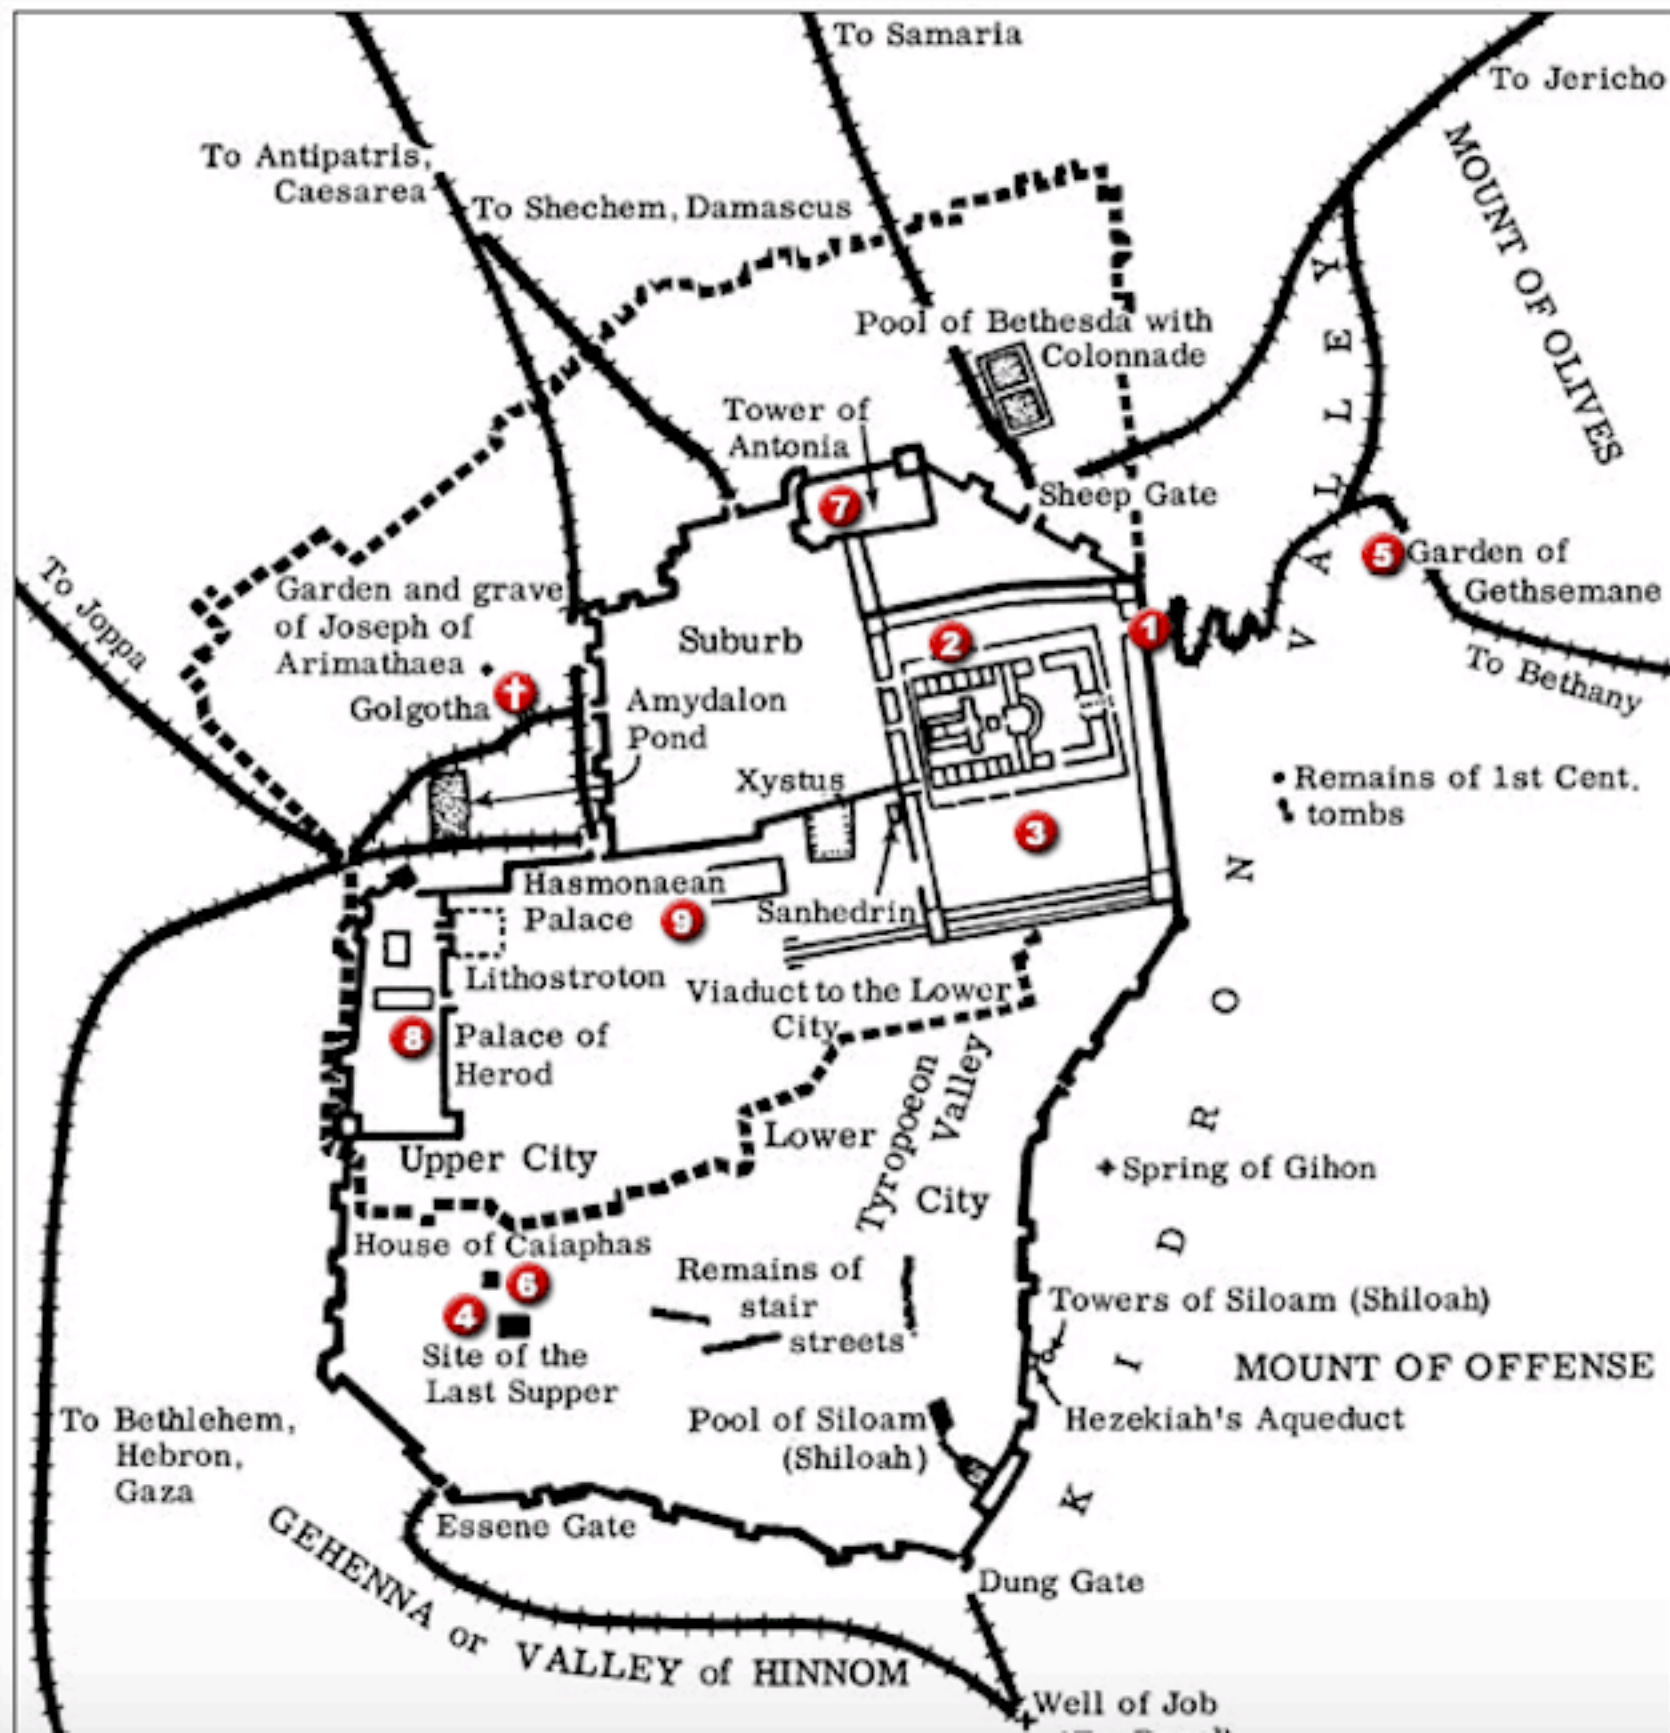 To Samaria
To Jericho
MOUNT OF OLIVES
To Antipatris,
Caesarea
To Shechem, Damascus
Pool of Bethesda with
Colonnade
Tower of
Antonia
7
Sheep Gate
5
Garden of
Gethsemane
To Bethany
To Joppa
Garden and grave
of Joseph of
Arimathaea
Golgotha
Suburb
1
2
Amydalon
Pond
Xystus
3
Remains of 1st Cent.
tombs
Hasmonaean
Palace
9
Sanhedrin
Lithostroton
Viaduct to the Lower
City
8
Palace of
Herod
Tyropoeon
Valley
Lower
City
Upper City
Spring of Gihon
KIDRON VALLEY
House of Caiaphas
6
4
Site of the
Last Supper
Remains of
stair
streets
Towers of Siloam (Shiloah)
MOUNT OF OFFENSE
Hezekiah's Aqueduct
Pool of Siloam
(Shiloah)
To Bethlehem,
Hebron,
Gaza
Essene Gate
GEHENNA or VALLEY of HINNOM
Dung Gate
Well of Job